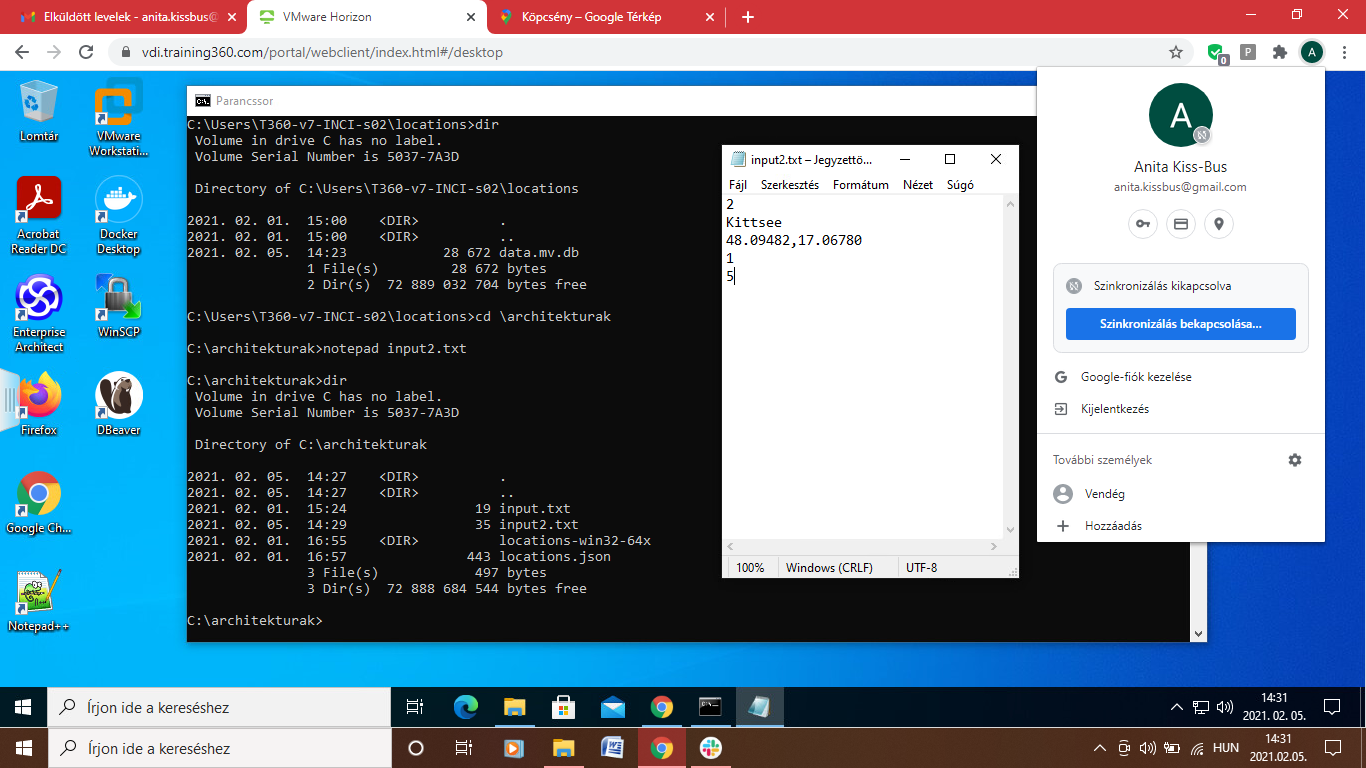 Elküldött levelek - anita.kissbus@
VMware Horizon
Köpcsény – Google Térkép
vdi.training360.com/portal/webclient/index.html#/desktop
0
P
A
Lomtár
VMware
Workstati...
Acrobat
Reader DC
Docker
Desktop
Enterprise
Architect
WinSCP
Firefox
DBeaver
Google Ch...
Notepad++
Parancssor
C:\Users\T360-v7-INCI-s02\locations>dir
Volume in drive C has no label.
Volume Serial Number is 5037-7A3D
Directory of C:\Users\T360-v7-INCI-s02\locations
2021. 02. 01. 15:00 <DIR> .
2021. 02. 01. 15:00 <DIR> ..
2021. 02. 05. 14:23 28 672 data.mv.db
1 File(s) 28 672 bytes
2 Dir(s) 72 889 032 704 bytes free
C:\Users\T360-v7-INCI-s02\locations>cd \architekturak
C:\architekturak>notepad input2.txt
C:\architekturak>dir
Volume in drive C has no label.
Volume Serial Number is 5037-7A3D
Directory of C:\architekturak
2021. 02. 05. 14:27 <DIR> .
2021. 02. 05. 14:27 <DIR> ..
2021. 02. 01. 15:24 19 input.txt
2021. 02. 05. 14:29 35 input2.txt
2021. 02. 01. 16:55 <DIR> locations-win32-64x
2021. 02. 01. 16:57 443 locations.json
3 File(s) 497 bytes
3 Dir(s) 72 888 684 544 bytes free
C:\architekturak>
input2.txt – Jegyzettö...
Fájl Szerkesztés Formátum Nézet Súgó
2
Kittsee
48.09482,17.06780
1
5
100% Windows (CRLF) UTF-8
A
Anita Kiss-Bus
anita.kissbus@gmail.com
Szinkronizálás kikapcsolva
Szinkronizálás bekapcsolása...
Google-fiók kezelése
Kijelentkezés
További személyek
Vendég
Hozzáadás
Írjon ide a kereséshez
14:31
2021. 02. 05.
Írjon ide a kereséshez
HUN
14:31
2021.02.05.